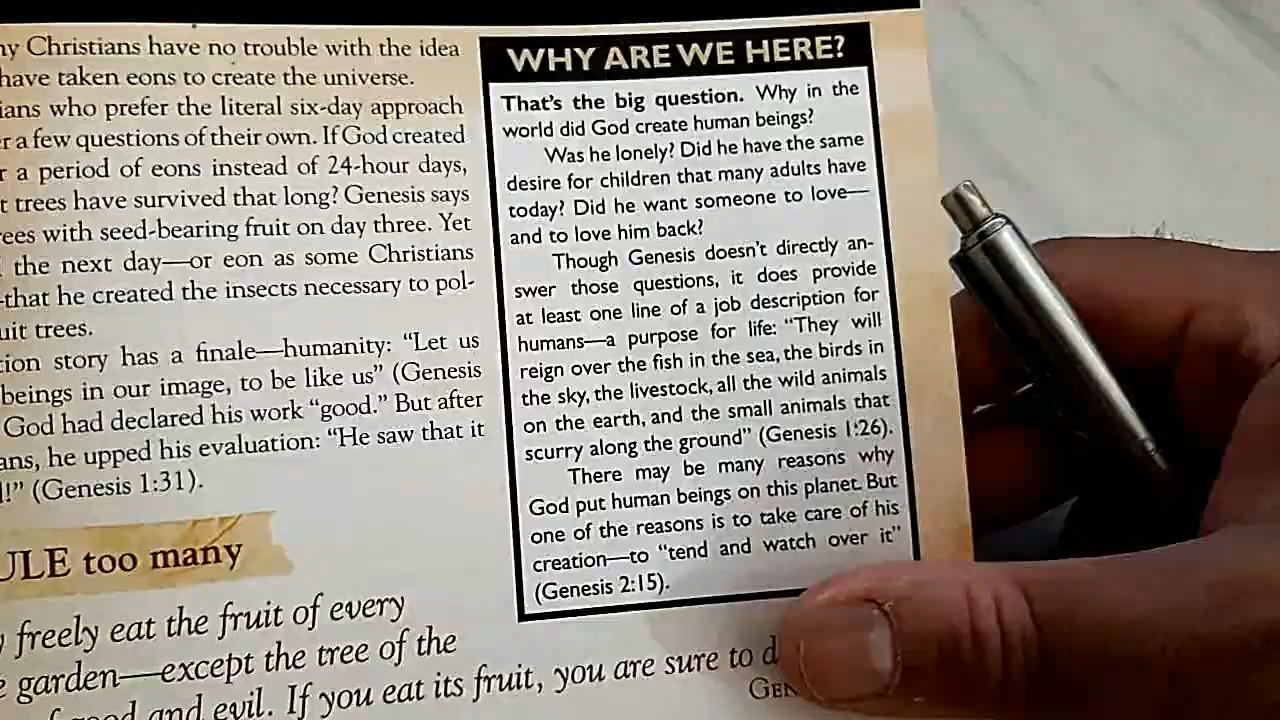 ny Christians have no trouble with the idea
have taken eons to create the universe.
ians who prefer the literal six-day approach
r a few questions of their own. If God created
r a period of eons instead of 24-hour days,
t trees have survived that long? Genesis says
rees with seed-bearing fruit on day three. Yet
the next day—or eon as some Christians
—that he created the insects necessary to pol-
uit trees.
tion story has a finale—humanity: “Let us
beings in our image, to be like us” (Genesis
God had declared his work “good.” But after
ans, he upped his evaluation: “He saw that it
!” (Genesis 1:31).
ULE too many
freely eat the fruit of every
e garden—except the tree of the
good and evil. If you eat its fruit, you are sure to d
GEN
WHY ARE WE HERE?
That’s the big question. Why in the
world did God create human beings?
Was he lonely? Did he have the same
desire for children that many adults have
today? Did he want someone to love—
and to love him back?
Though Genesis doesn’t directly an-
swer those questions, it does provide
at least one line of a job description for
humans—a purpose for life: “They will
reign over the fish in the sea, the birds in
the sky, the livestock, all the wild animals
on the earth, and the small animals that
scurry along the ground” (Genesis 1:26).
There may be many reasons why
God put human beings on this planet. But
one of the reasons is to take care of his
creation—to “tend and watch over it”
(Genesis 2:15).